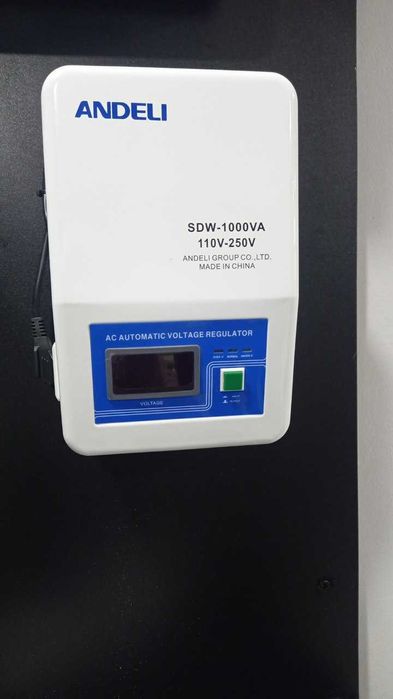 ANDELI
SDW-1000VA
110V-250V
ANDELI GROUP CO.,LTD.
MADE IN CHINA
AC AUTOMATIC VOLTAGE REGULATOR
VOLTAGE